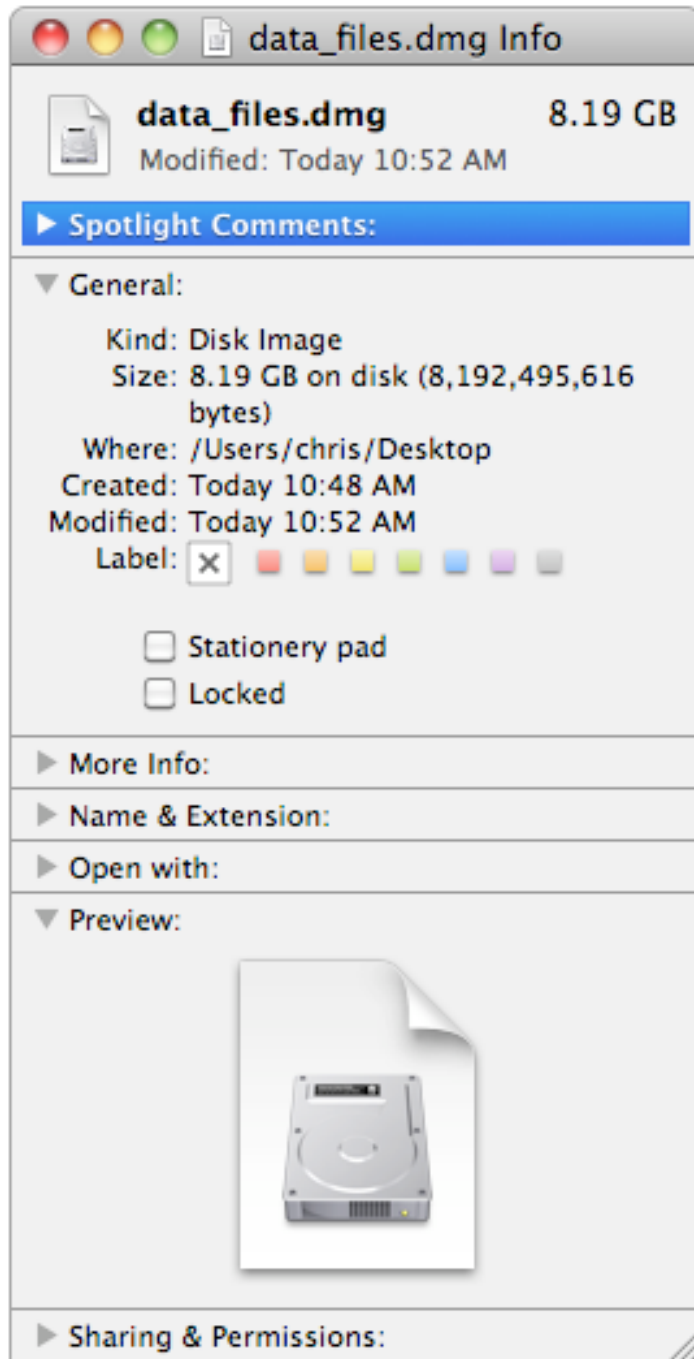 data_files.dmg Info
data_files.dmg 8.19 GB
Modified: Today 10:52 AM
Spotlight Comments:
General:
Kind: Disk Image
Size: 8.19 GB on disk (8,192,495,616
bytes)
Where: /Users/chris/Desktop
Created: Today 10:48 AM
Modified: Today 10:52 AM
Label:
Stationery pad
Locked
More Info:
Name & Extension:
Open with:
Preview:
Sharing & Permissions: